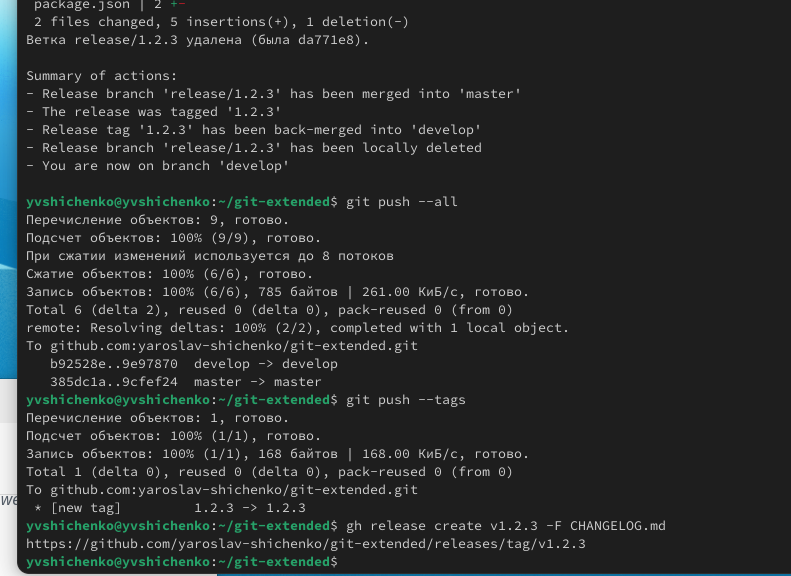 package.json | 2 +-
2 files changed, 5 insertions(+), 1 deletion(-)
Ветка release/1.2.3 удалена (была da771e8).
Summary of actions:
- Release branch 'release/1.2.3' has been merged into 'master'
- The release was tagged '1.2.3'
- Release tag '1.2.3' has been back-merged into 'develop'
- Release branch 'release/1.2.3' has been locally deleted
- You are now on branch 'develop'
yvshichenko@yvshichenko:~/git-extended$ git push --all
Перечисление объектов: 9, готово.
Подсчет объектов: 100% (9/9), готово.
При сжатии изменений используется до 8 потоков
Сжатие объектов: 100% (6/6), готово.
Запись объектов: 100% (6/6), 785 байтов | 261.00 КиБ/с, готово.
Total 6 (delta 2), reused 0 (delta 0), pack-reused 0 (from 0)
remote: Resolving deltas: 100% (2/2), completed with 1 local object.
To github.com:yaroslav-shichenko/git-extended.git
b92528e..9e97870 develop -> develop
385dc1a..9cfef24 master -> master
yvshichenko@yvshichenko:~/git-extended$ git push --tags
Перечисление объектов: 1, готово.
Подсчет объектов: 100% (1/1), готово.
Запись объектов: 100% (1/1), 168 байтов | 168.00 КиБ/с, готово.
Total 1 (delta 0), reused 0 (delta 0), pack-reused 0 (from 0)
To github.com:yaroslav-shichenko/git-extended.git
* [new tag] 1.2.3 -> 1.2.3
yvshichenko@yvshichenko:~/git-extended$ gh release create v1.2.3 -F CHANGELOG.md
https://github.com/yaroslav-shichenko/git-extended/releases/tag/v1.2.3
yvshichenko@yvshichenko:~/git-extended$